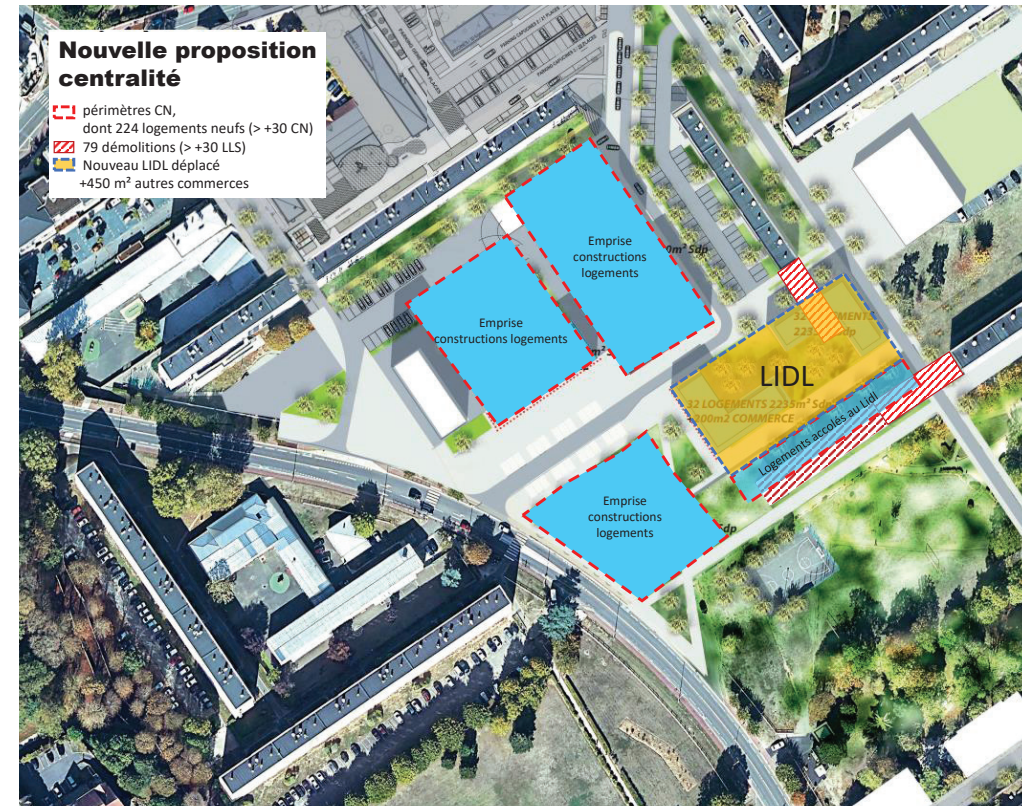 Nouvelle proposition
centralité
périmètres CN,
dont 224 logements neufs (> +30 CN)
79 démolitions (> +30 LLS)
Nouveau LIDL déplacé
+450 m² autres commerces
Emprise
constructions
logements
0m² Sdp
Emprise
constructions logements
LIDL
32 LOGEMENTS 2235m² Sdp
Logements accolés au Lidl
Emprise
constructions
logements